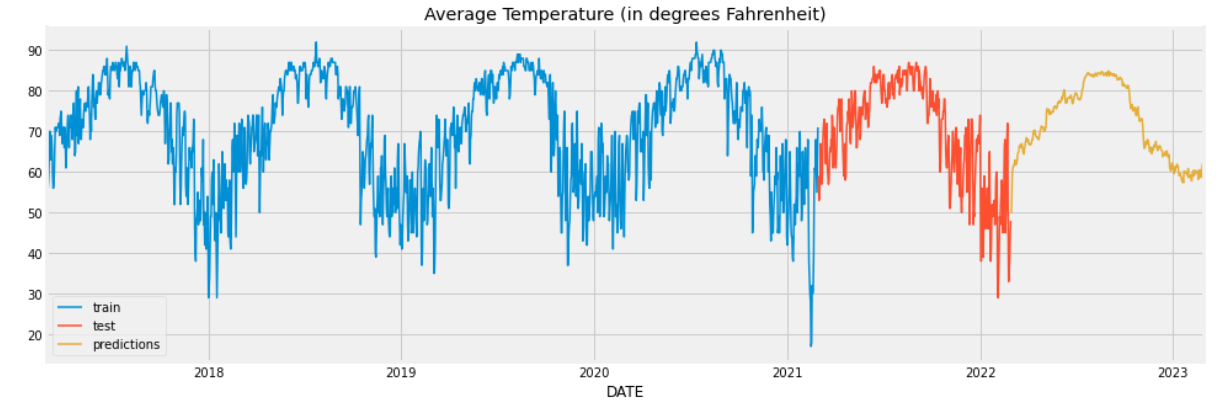 Average Temperature (in degrees Fahrenheit)
90
80
70
60
50
40
30
20
train
test
predictions
2018
2019
2020
2021
2022
2023
DATE